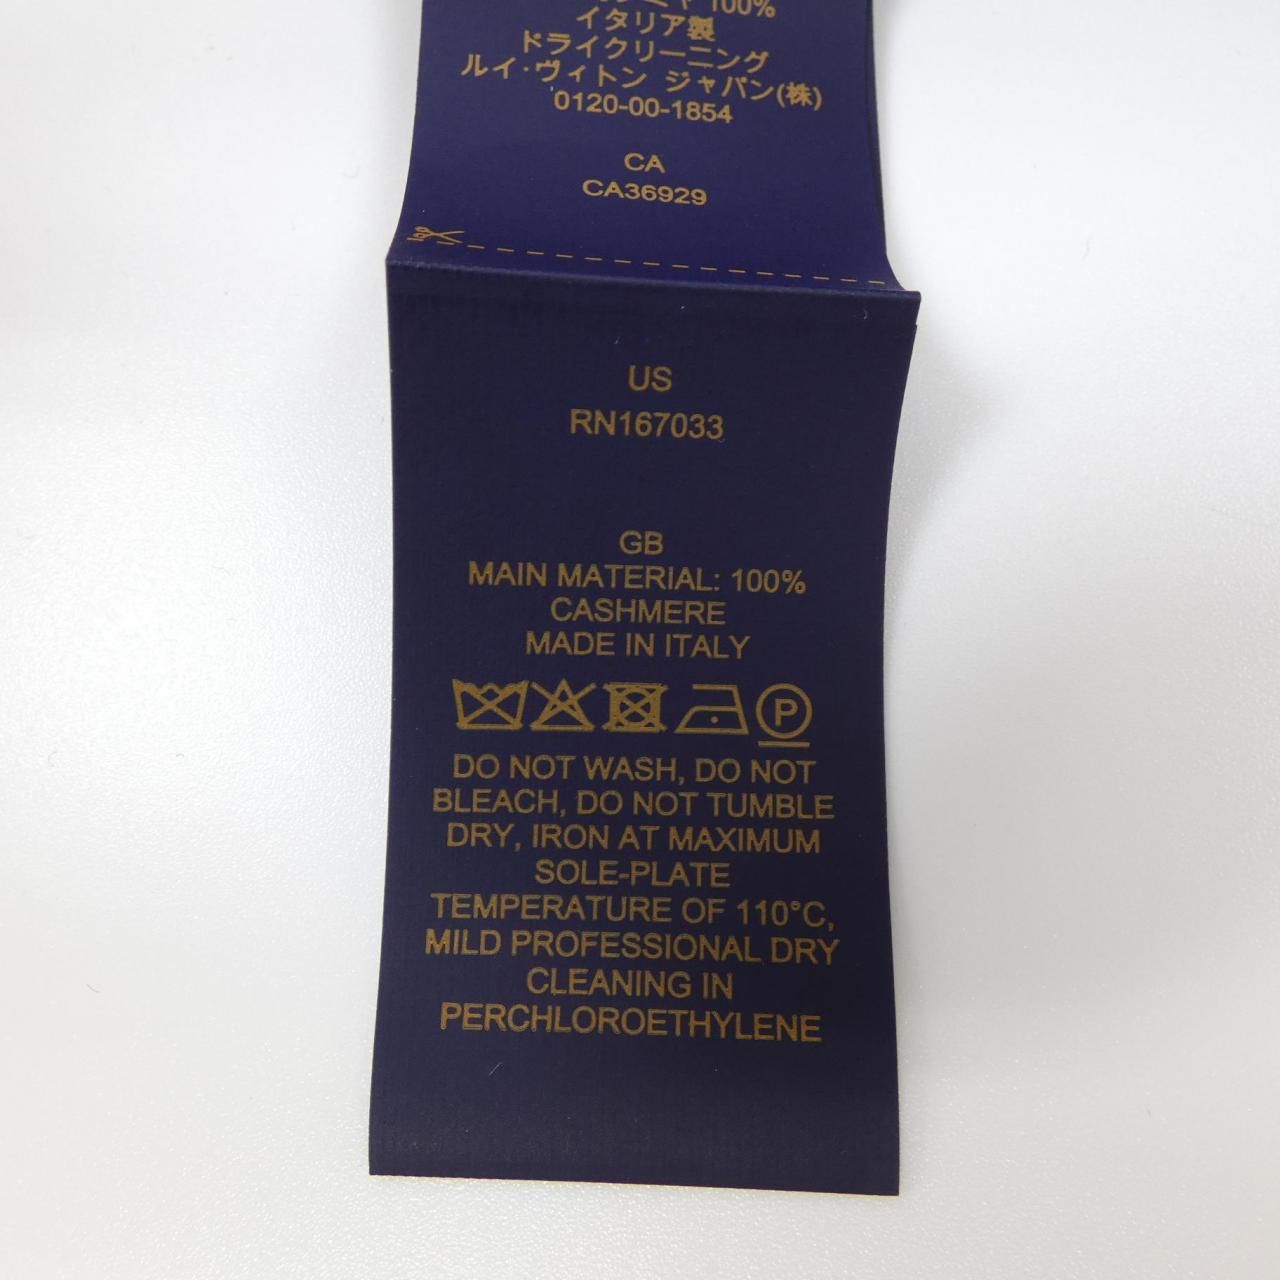 100%
イタリア製
ドライクリーニング
ルイ·ヴィトン ジャパン(株)
0120-00-1854
CA
CA36929
US
RN167033
GB
MAIN MATERIAL: 100%
CASHMERE
MADE IN ITALY
P
DO NOT WASH, DO NOT
BLEACH, DO NOT TUMBLE
DRY, IRON AT MAXIMUM
SOLE-PLATE
TEMPERATURE OF 110°C,
MILD PROFESSIONAL DRY
CLEANING IN
PERCHLOROETHYLENE